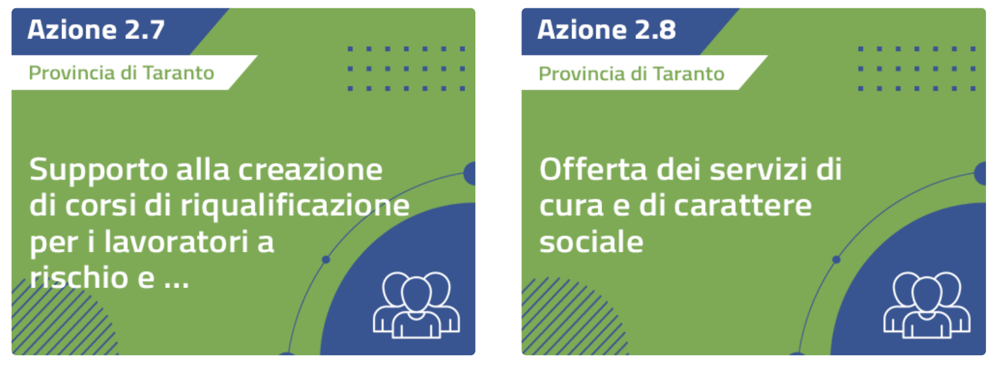 Azione 2.7
Provincia di Taranto
Supporto alla creazione
di corsi di riqualificazione
per i lavoratori a
rischio e ...
Azione 2.8
Provincia di Taranto
Offerta dei servizi di
cura e di carattere
sociale